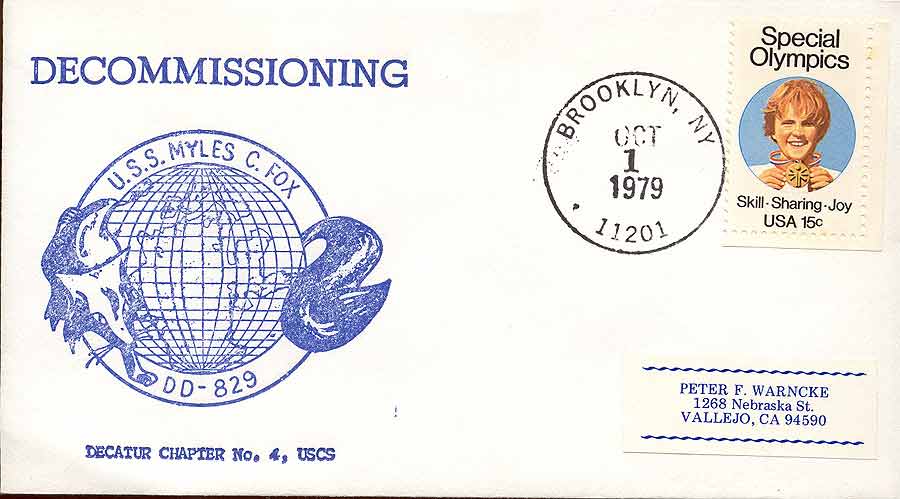 DECOMMISSIONING
U.S.S. MYLES C. FOX
DD-829
DECATUR CHAPTER No. 4, USCS
BROOKLYN, NY
OCT
1
1979
11201
Special
Olympics
Skill·Sharing·Joy
USA 15c
PETER F. WARNCKE
1268 Nebraska St.
VALLEJO, CA 94590